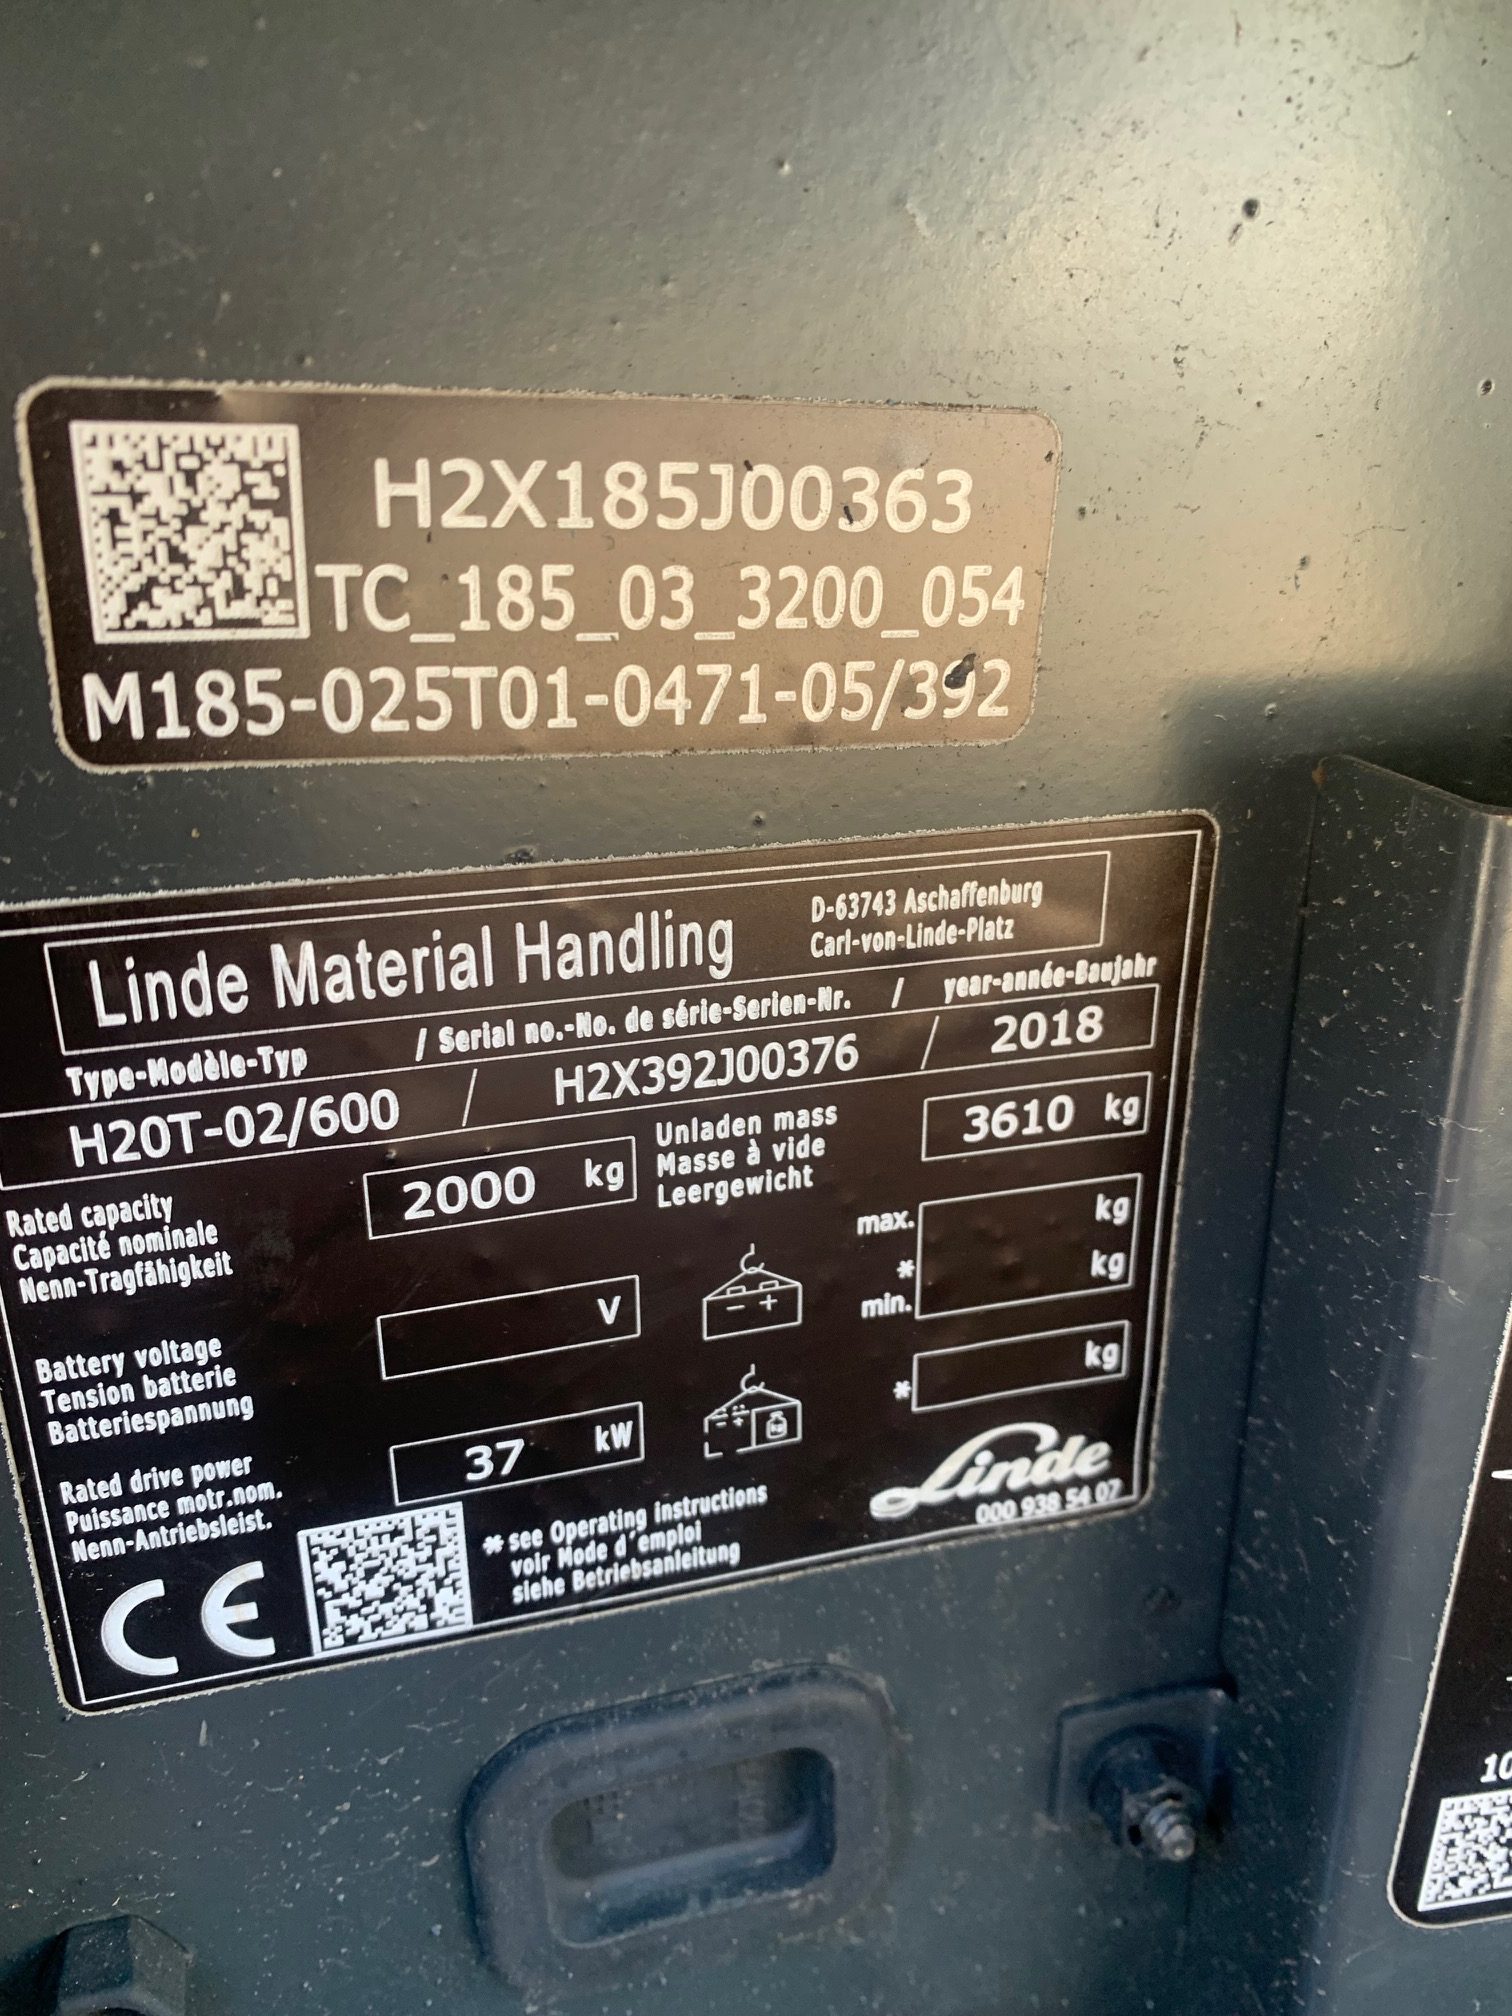 H2X185J00363
TC_185_03_3200_054
M185-025T01-0471-05/392
Linde Material Handling
D-63743 Aschaffenburg
Carl-von-Linde-Platz
Type-Modèle-Typ / Serial no.-No. de série-Serien-Nr. / year-année-Baujahr
H20T-02/600 / H2X392J00376 / 2018
Rated capacity
Capacité nominale
Nenn-Tragfähigkeit
2000 kg
Unladen mass
Masse à vide
Leergewicht
3610 kg
max. kg
* kg
min.
Battery voltage
Tension batterie
Batteriespannung
V
- +
* kg
Rated drive power
Puissance motr.nom.
Nenn-Antriebsleist.
37 kW
- +
kg
Linde
000 938 54 07
CE
* see Operating instructions
voir Mode d'emploi
siehe Betriebsanleitung
10